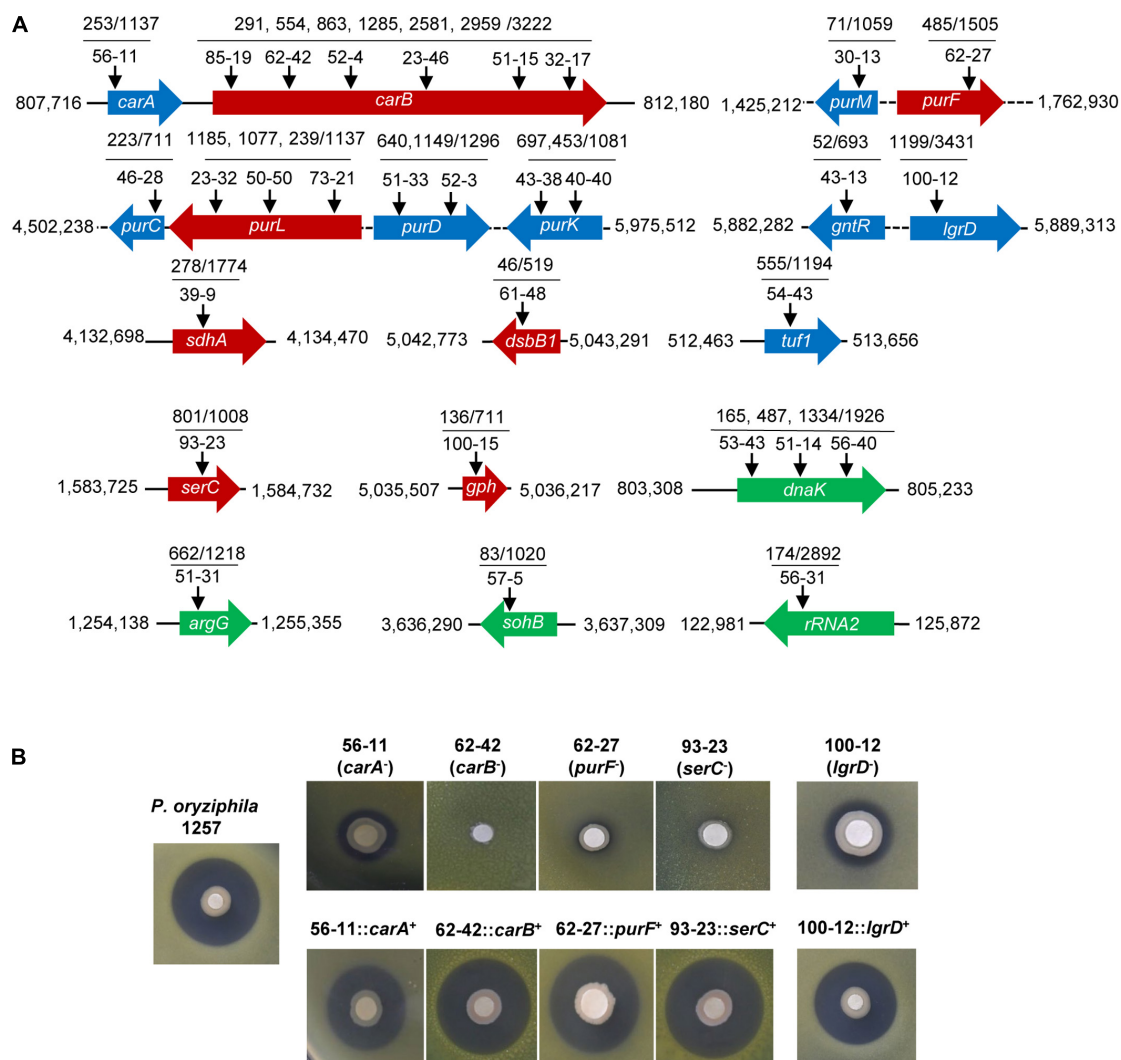 A
253/1137 291, 554, 863, 1285, 2581, 2959 /3222 71/1059 485/1505
56-11 85-19 62-42 52-4 23-46 51-15 32-17 30-13 62-27
807,716 carA carB 812,180 1,425,212 purM purF 1,762,930
223/711 1185, 1077, 239/1137 640,1149/1296 697,453/1081 52/693 1199/3431
46-28 23-32 50-50 73-21 51-33 52-3 43-38 40-40 43-13 100-12
4,502,238 purC purL purD purK 5,975,512 5,882,282 gntR lgrD 5,889,313
278/1774 46/519 555/1194
39-9 61-48 54-43
4,132,698 sdhA 4,134,470 5,042,773 dsbB1 5,043,291 512,463 tuf1 513,656
801/1008 136/711 165, 487, 1334/1926
93-23 100-15 53-43 51-14 56-40
1,583,725 serC 1,584,732 5,035,507 gph 5,036,217 803,308 dnaK 805,233
662/1218 83/1020 174/2892
51-31 57-5 56-31
1,254,138 argG 1,255,355 3,636,290 sohB 3,637,309 122,981 rRNA2 125,872
B
56-11 62-42 62-27 93-23 100-12
(carA-) (carB-) (purF-) (serC-) (lgrD-)
P. oryziphila
1257
56-11::carA+ 62-42::carB+ 62-27::purF+ 93-23::serC+ 100-12::lgrD+